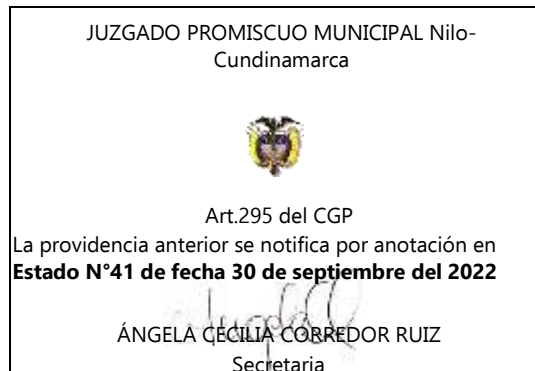 JUZGADO PROMISCUO MUNICIPAL Nilo-
Cundinamarca
Art.295 del CGP
La providencia anterior se notifica por anotación en
Estado N°41 de fecha 30 de septiembre del 2022
ÁNGELA CECILIA CORREDOR RUIZ
Secretaria